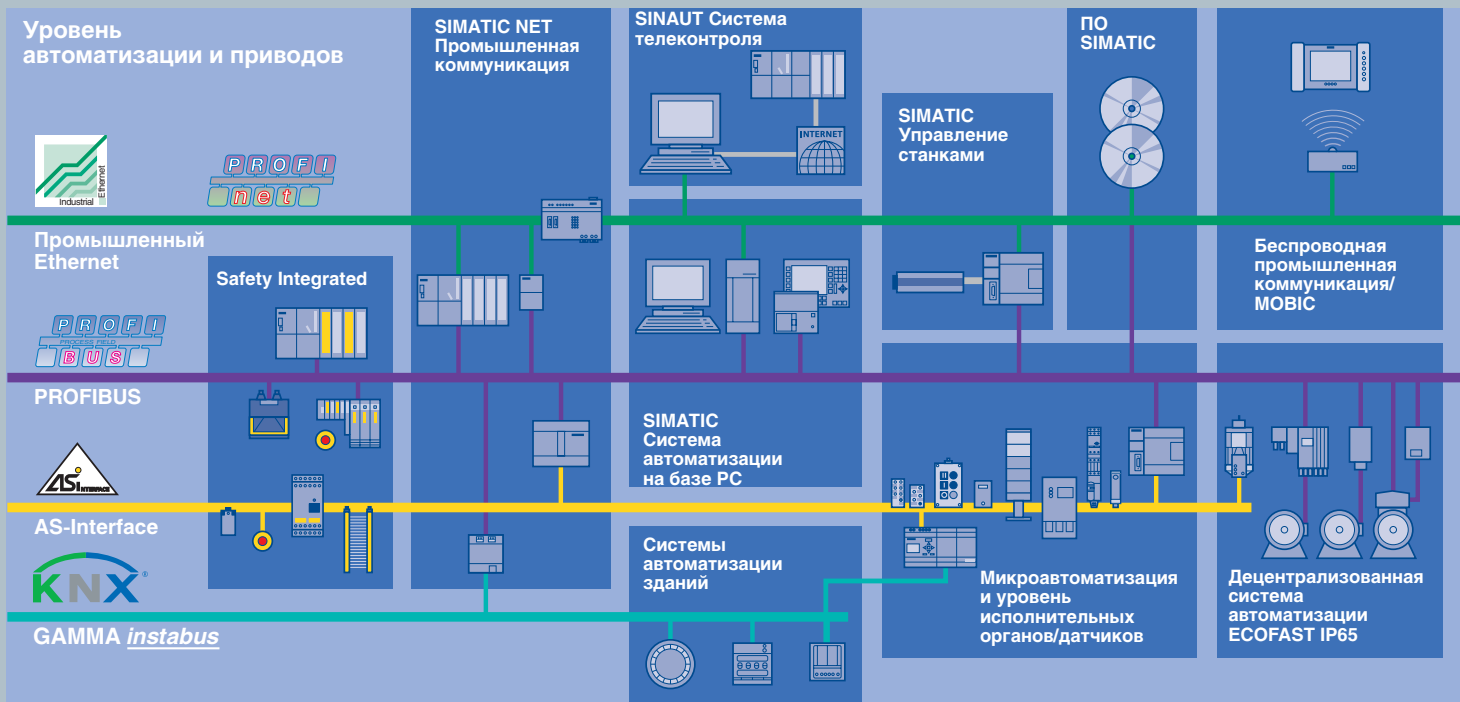 Уровень
автоматизации и приводов
SIMATIC NET
Промышленная
коммуникация
SINAUT Система
телеконтроля
INTERNET
SIMATIC
Управление
станками
ПО
SIMATIC
Industrial
Ethernet
PROFI
net
Промышленный
Ethernet
Safety Integrated
Беспроводная
промышленная
коммуникация/
MOBIC
PROFI
PROCESS FIELD
BUS
PROFIBUS
SIMATIC
Система
автоматизации
на базе PC
ASi
INTERFACE
AS-Interface
Системы
автоматизации
зданий
Микроавтоматизация
и уровень
исполнительных
органов/датчиков
Децентрализованная
система
автоматизации
ECOFAST IP65
KNX®
GAMMA instabus